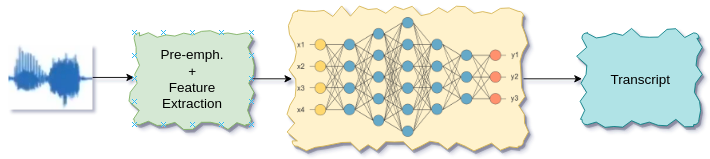 Pre-emph.
+
Feature
Extraction
x1
x2
x3
x4
y1
y2
y3
Transcript